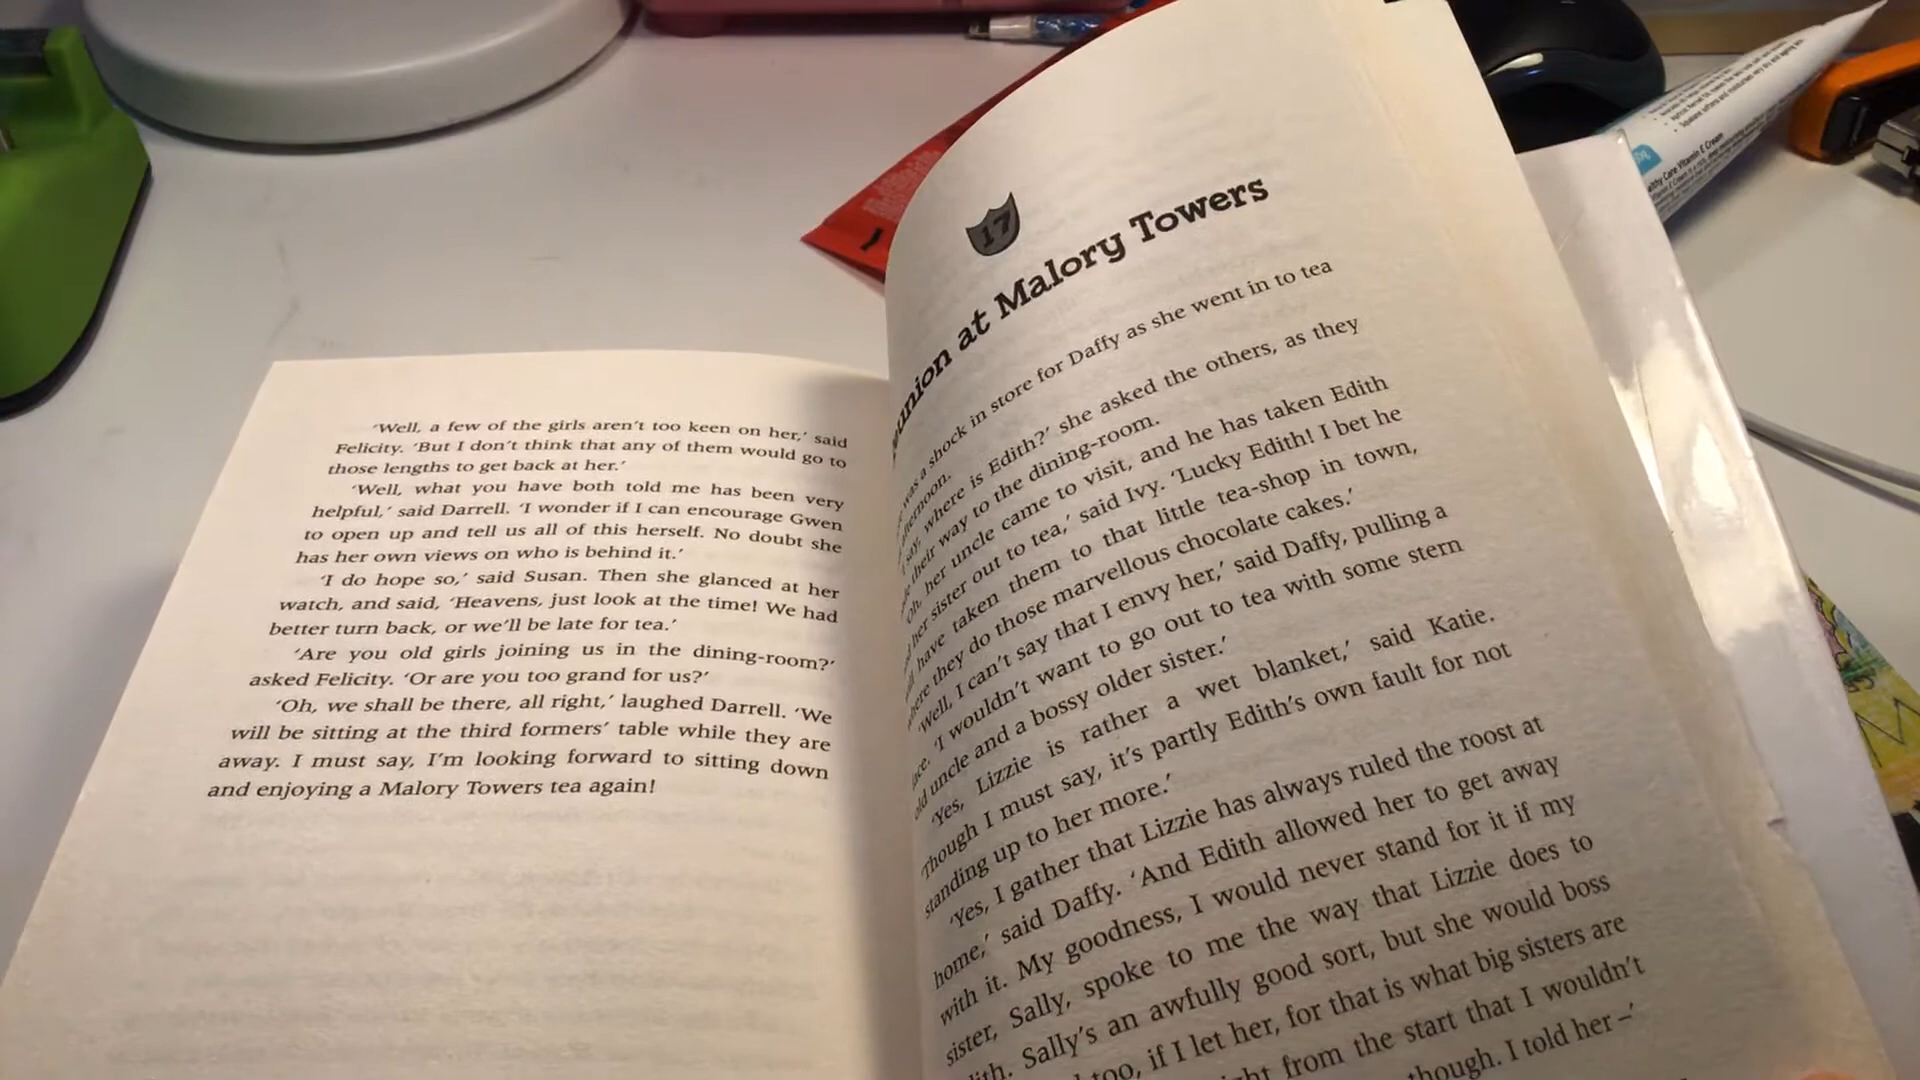 'Well, a few of the girls aren't too keen on her,' said
Felicity. 'But I don't think that any of them would go to
those lengths to get back at her.'
'Well, what you have both told me has been very
helpful,' said Darrell. 'I wonder if I can encourage Gwen
to open up and tell us all of this herself. No doubt she
has her own views on who is behind it.'
'I do hope so,' said Susan. Then she glanced at her
watch, and said, 'Heavens, just look at the time! We had
better turn back, or we'll be late for tea.'
'Are you old girls joining us in the dining-room?'
asked Felicity. 'Or are you too grand for us?'
'Oh, we shall be there, all right,' laughed Darrell. 'We
will be sitting at the third formers' table while they are
away. I must say, I'm looking forward to sitting down
and enjoying a Malory Towers tea again!
17
at Malory Towers
was a shock in store for Daffy as she went in to tea
afternoon.
say, where is Edith?' she asked the others, as they
their way to the dining-room.
'Oh, her uncle came to visit, and he has taken Edith
and her sister out to tea,' said Ivy. 'Lucky Edith! I bet he
will have taken them to that little tea-shop in town,
where they do those marvellous chocolate cakes.'
'Well, I can't say that I envy her,' said Daffy, pulling a
face. 'I wouldn't want to go out to tea with some stern
old uncle and a bossy older sister.'
'Yes, Lizzie is rather a wet blanket,' said Katie.
'Though I must say, it's partly Edith's own fault for not
standing up to her more.'
'Yes, I gather that Lizzie has always ruled the roost at
home,' said Daffy. 'And Edith allowed her to get away
with it. My goodness, I would never stand for it if my
sister, Sally, spoke to me the way that Lizzie does to
Sally's an awfully good sort, but she would boss
too, if I let her, for that is what big sisters are
from the start that I wouldn't
though. I told her –'
Vitamin E Cream